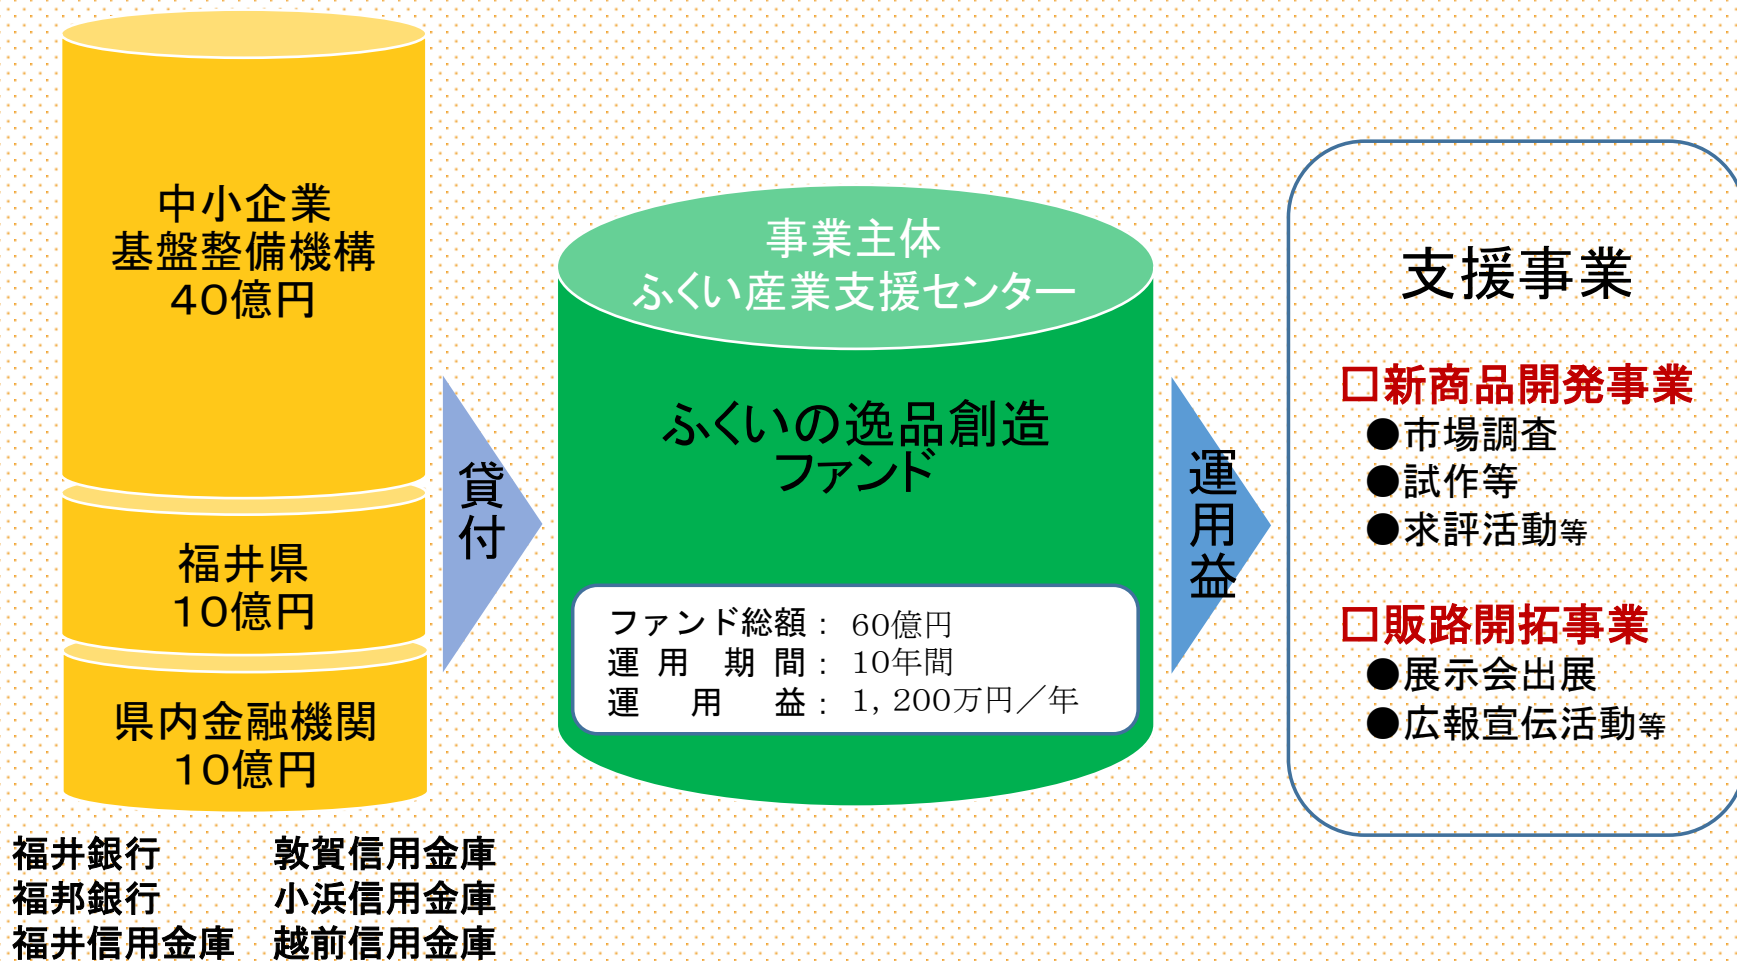 中小企業
基盤整備機構
40億円
福井県
10億円
県内金融機関
10億円
福井銀行　敦賀信用金庫
福邦銀行　小浜信用金庫
福井信用金庫　越前信用金庫
貸付
事業主体
ふくい産業支援センター
ふくいの逸品創造
ファンド
ファンド総額： 60億円
運用期間： 10年間
運用益： 1，200万円／年
運用益
支援事業
□新商品開発事業
●市場調査
●試作等
●求評活動等
□販路開拓事業
●展示会出展
●広報宣伝活動等